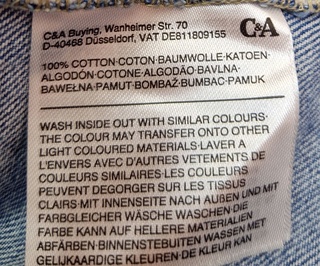 C&A Buying, Wanheimer Str. 70
D-40468 Düsseldorf, VAT DE811809155
C&A
100% COTTON·COTON·BAUMWOLLE·KATOEN·
ALGODÓN·COTONE·ALGODÃO·BAVLNA·
BAWEŁNA·PAMUT·BOMBAŽ·BUMBAC·PAMUK
WASH INSIDE OUT WITH SIMILAR COLOURS·
THE COLOUR MAY TRANSFER ONTO OTHER
LIGHT COLOURED MATERIALS·LAVER A
L'ENVERS AVEC D'AUTRES VETEMENTS DE
COULEURS SIMILAIRES·LES COULEURS
PEUVENT DEGORGER SUR LES TISSUS
CLAIRS·MIT INNENSEITE NACH AUßEN UND MIT
FARBGLEICHER WÄSCHE WASCHEN·DIE
FARBE KANN AUF HELLERE MATERIALIEN
ABFÄRBEN·BINNENSTEBUITEN WASSEN MET
GELIJKAARDIGE KLEUREN·DE KLEUR KAN